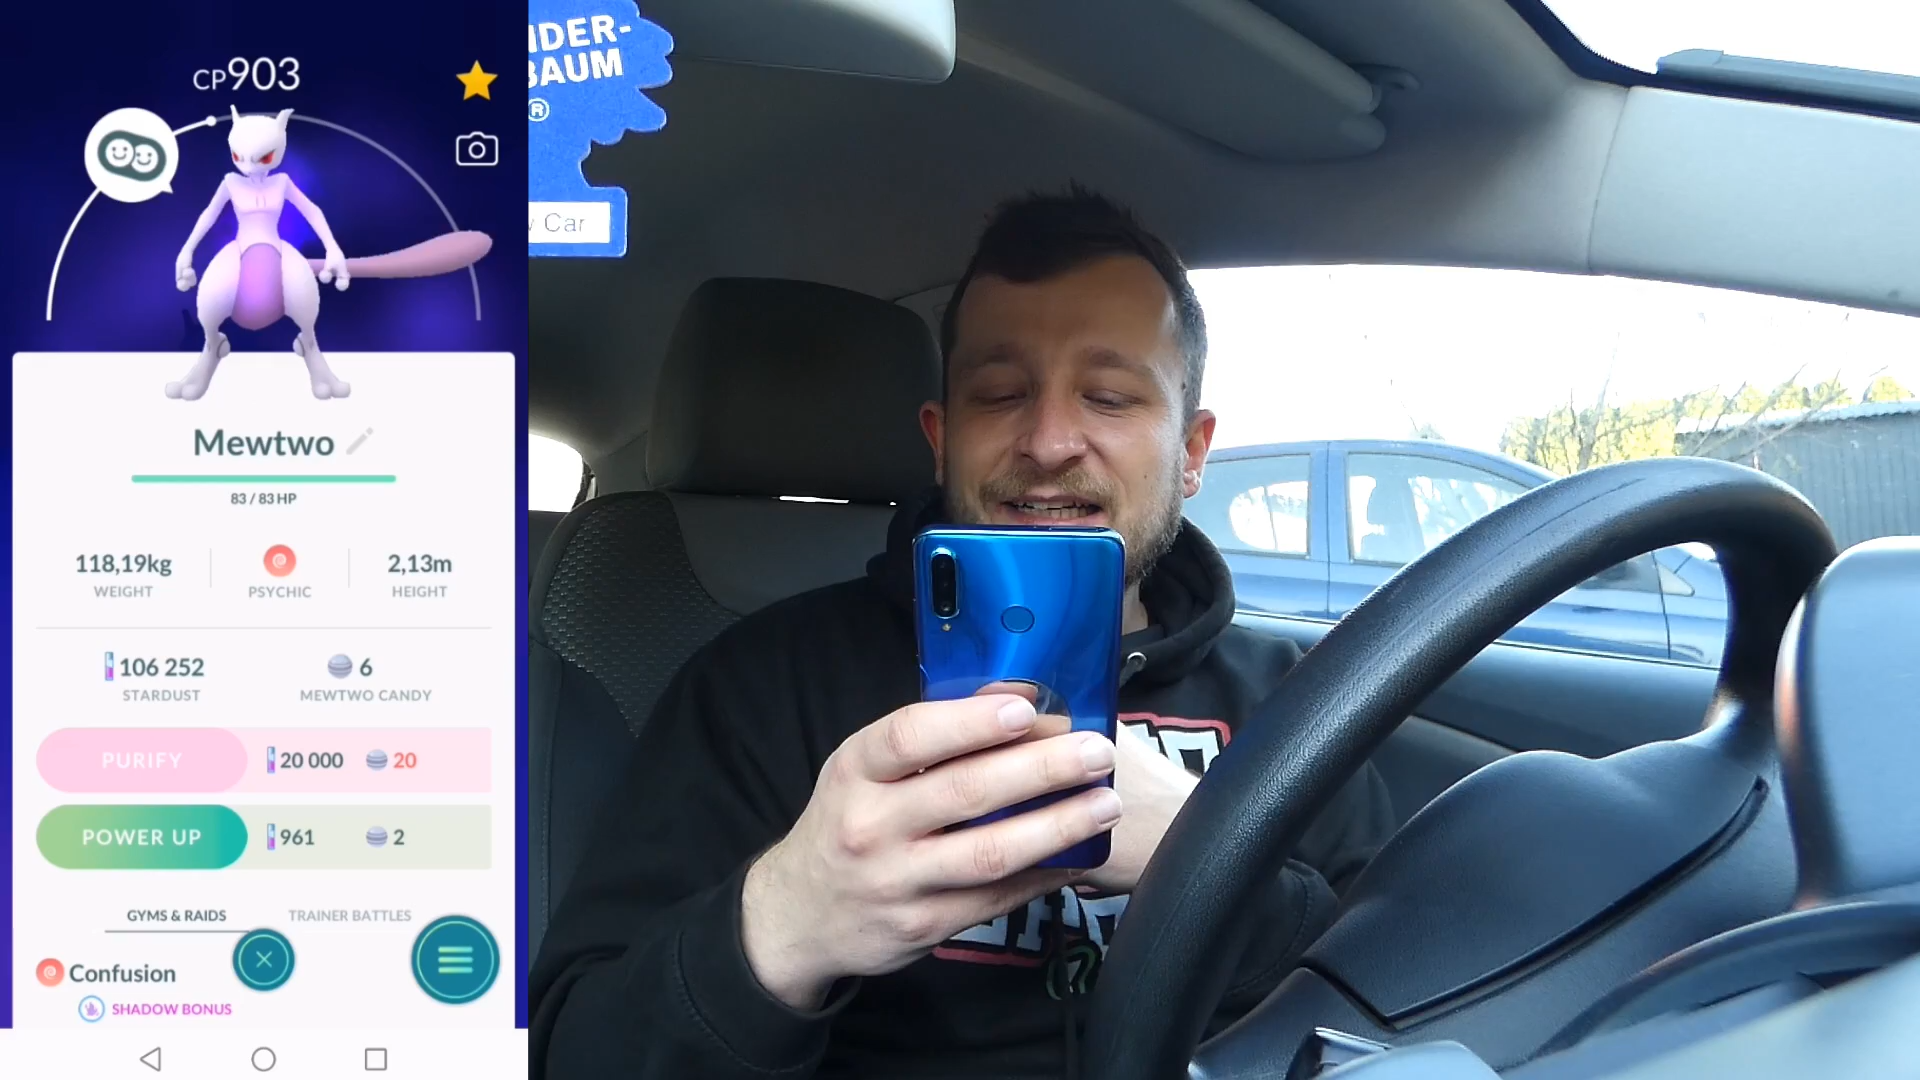 CP903
Mewtwo
83 / 83 HP
118,19kg
WEIGHT
PSYCHIC
2,13m
HEIGHT
106 252
STARDUST
6
MEWTWO CANDY
PURIFY
20 000
20
POWER UP
961
2
GYMS & RAIDS
TRAINER BATTLES
Confusion
SHADOW BONUS
NDER-
BAUM
®
Car